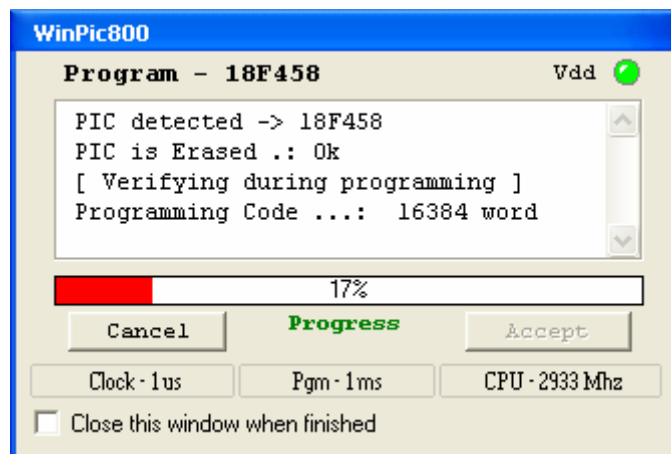 WinPic800
Program - 18F458 Vdd
PIC detected -> 18F458
PIC is Erased .: Ok
[ Verifying during programming ]
Programming Code ...: 16384 word
17%
Cancel Progress Accept
Clock - 1us Pgm - 1ms CPU - 2933 Mhz
Close this window when finished